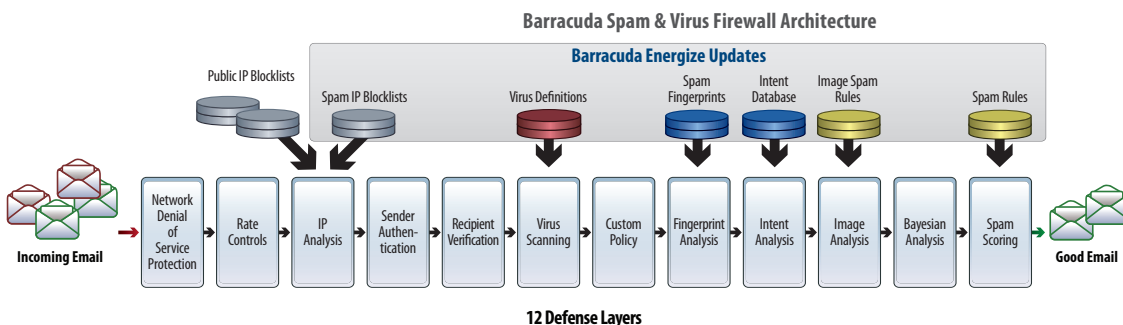 Barracuda Spam & Virus Firewall Architecture
Barracuda Energize Updates
Public IP Blocklists
Spam IP Blocklists
Virus Definitions
Spam
Fingerprints
Intent
Database
Image Spam
Rules
Spam Rules
Incoming Email
Network
Denial
of
Service
Protection
Rate
Controls
IP
Analysis
Sender
Authen-
tication
Recipient
Verification
Virus
Scanning
Custom
Policy
Fingerprint
Analysis
Intent
Analysis
Image
Analysis
Bayesian
Analysis
Spam
Scoring
Good Email
12 Defense Layers